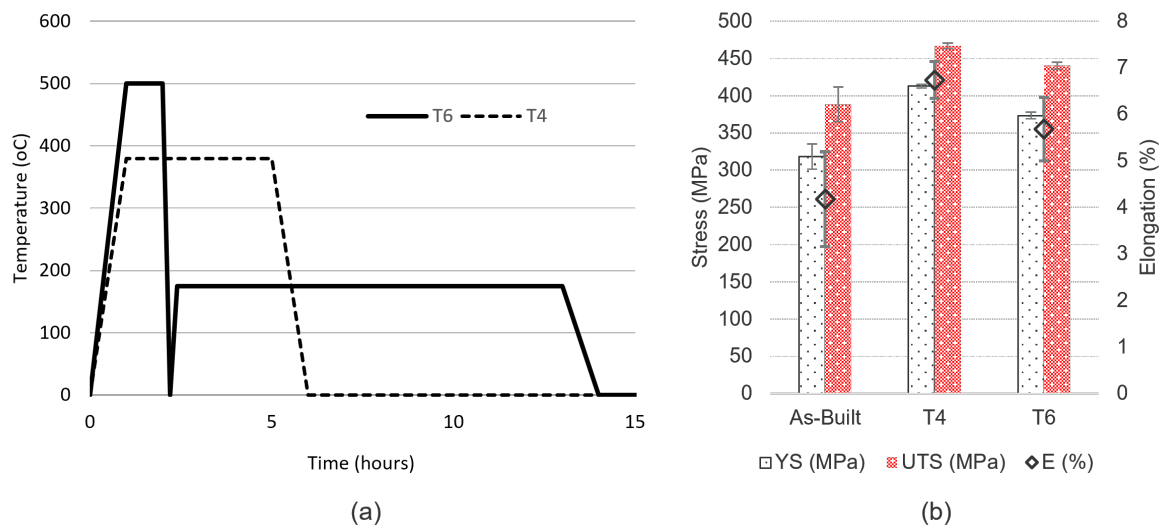 600
500
400
300
200
100
0
Temperature (oC)
T6 T4
0 5 10 15
Time (hours)
(a)
500
450
400
350
300
250
200
150
100
50
0
Stress (MPa)
8
7
6
5
4
3
2
1
0
Elongation (%)
As-Built T4 T6
YS (MPa) UTS (MPa) E (%)
(b)